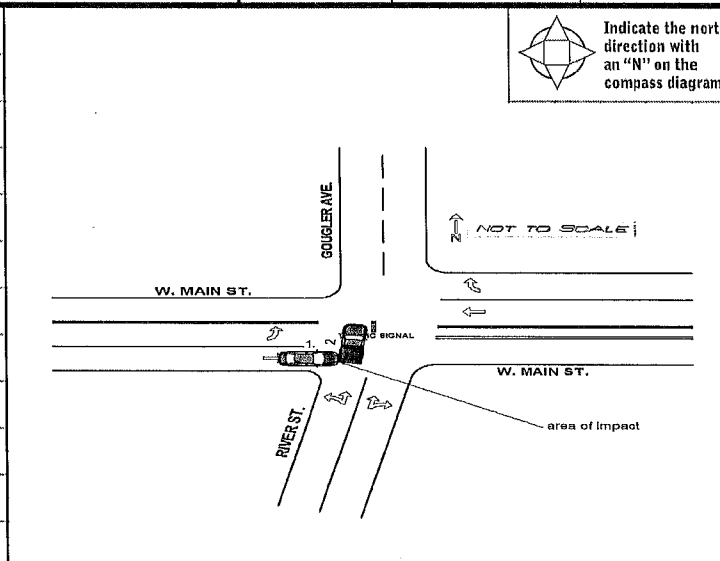 Indicate the nort
direction with
an "N" on the
compass diagram
GOUGLER AVE.
N NOT TO SCALE
W. MAIN ST.
1.
2
SIGNAL
W. MAIN ST.
RIVER ST.
area of impact